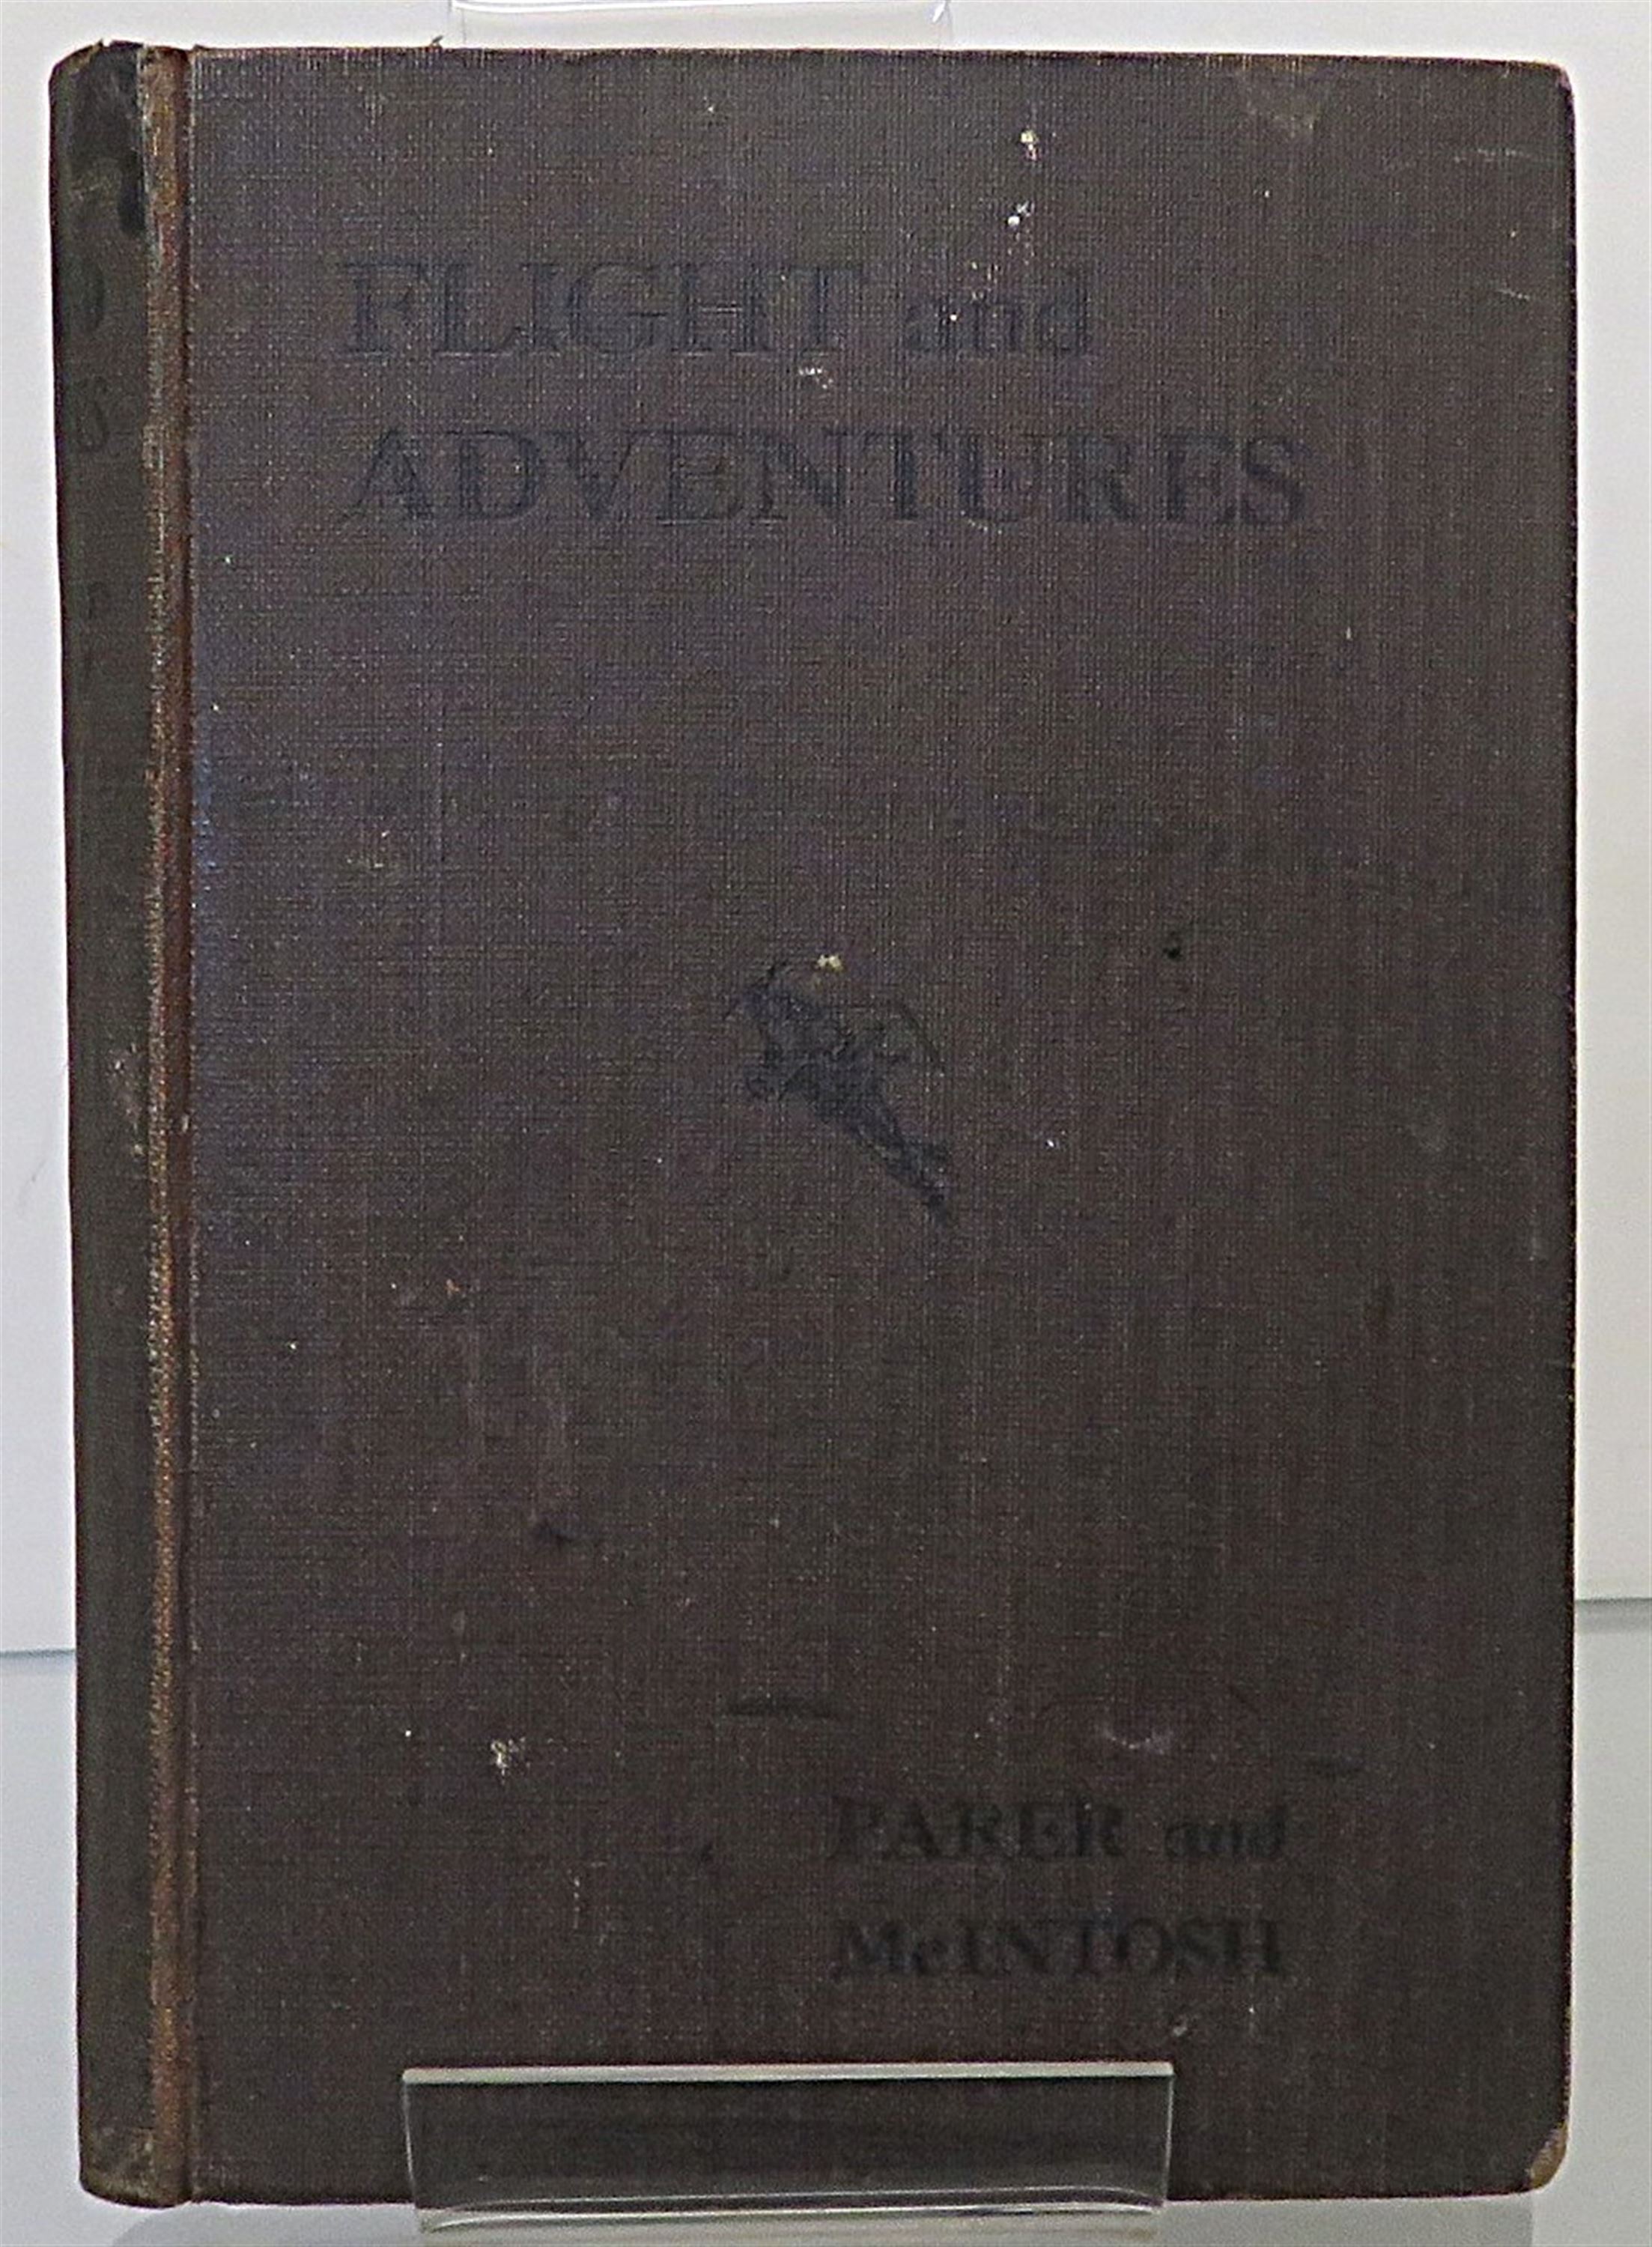 FLIGHT and
ADVENTURES
PARER and
McINTOSH